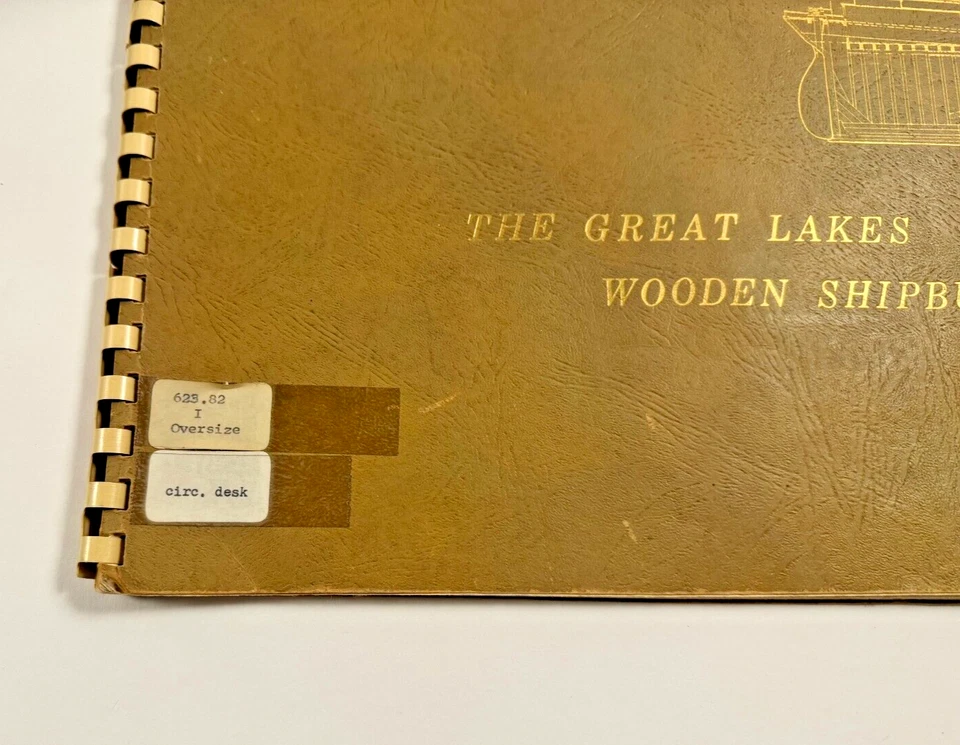 THE GREAT LAKES
WOODEN SHIPBU
623.82
I
Oversize
circ. desk